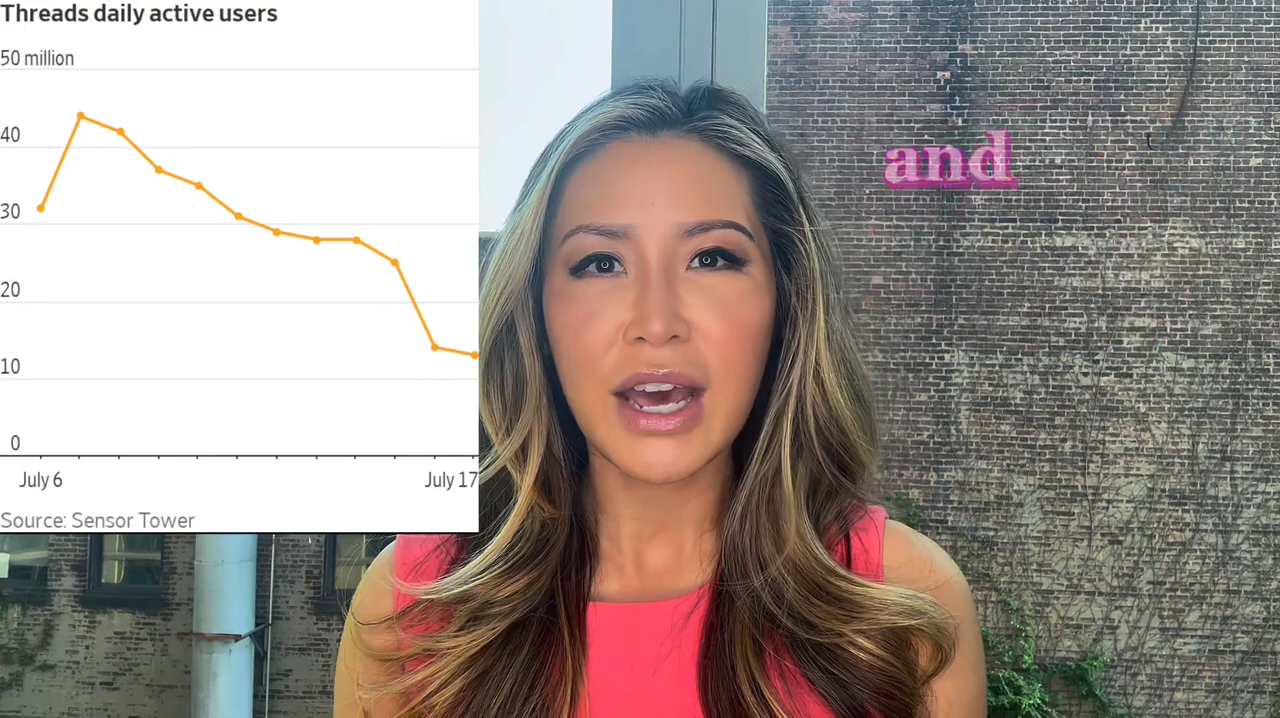 Threads daily active users
50 million
40
30
20
10
0
July 6 July 17
Source: Sensor Tower
and